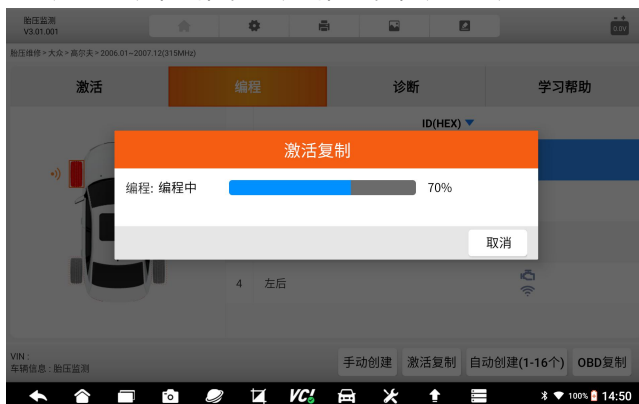 胎压监测
V3.01.001
0.0V
胎压维修>大众>高尔夫>2006.01~2007.12(315MHz)
激活
编程
诊断
学习帮助
ID(HEX)
激活复制
编程: 编程中
70%
取消
4 左后
VIN :
车辆信息 : 胎压监测
手动创建
激活复制
自动创建(1-16个)
OBD复制
VCI
100%
14:50